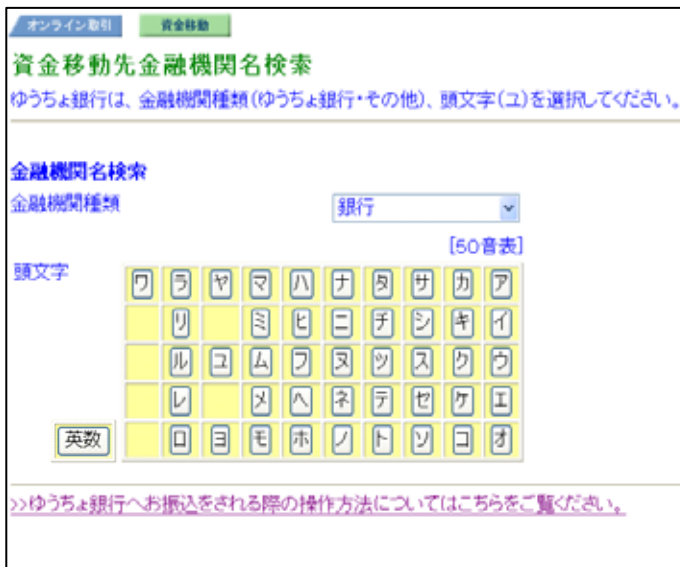 オンライン取引 資金移動
資金移動先金融機関名検索
ゆうちょ銀行は、金融機関種類(ゆうちょ銀行・その他)、頭文字(ユ)を選択してください。
金融機関名検索
金融機関種類 銀行
[50音表]
頭文字 ワ ラ ヤ マ ハ ナ タ サ カ ア
リ ミ ヒ ニ チ シ キ イ
ル ユ ム フ ヌ ツ ス ク ウ
レ メ ヘ ネ テ セ ケ エ
英数 ロ ヨ モ ホ ノ ト ソ コ オ
>>ゆうちょ銀行へお振込をされる際の操作方法についてはこちらをご覧ください。